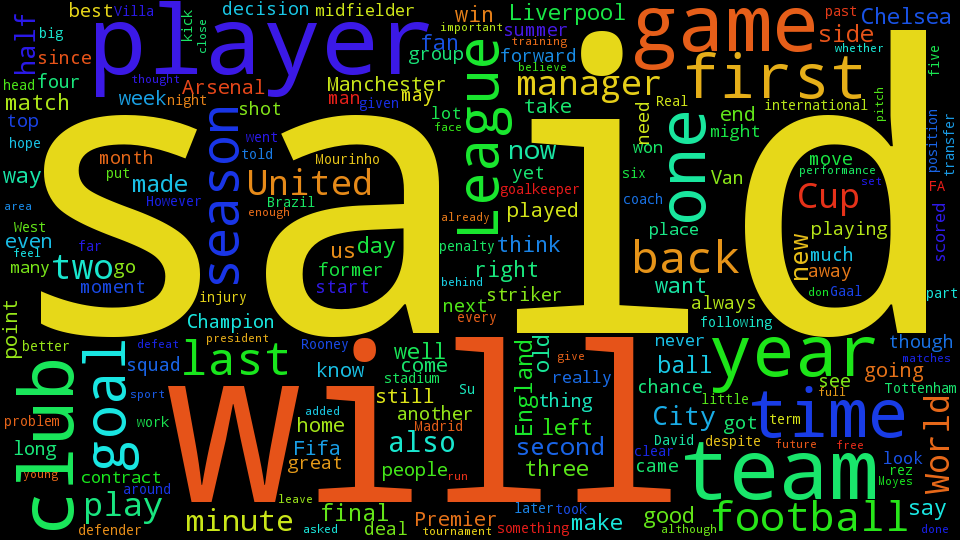 best
Villa
kick
decision
midfielder
important
win
Liverpool
past
Chelsea
half
big
player
close
fan
summer
training
game
side
whether
five
since
group
League
forward
believe
manager
first
head
four
thought
Arsenal
Manchester
man
given
may
match
week
night
shot
lot
take
need
Real
international
end
pitch
top
face
might
position
transfer
hope
season
went
told
said
now
won
one
move
performance
way
month
put
made
Mourinho
yet
six
Van
set
However
United
goalkeeper
coach
Cup
FA
area
Brazil
enough
already
played
West
even
feel
far
us
day
penalty
think
place
back
new
playing
much
scored
many
two
go
former
behind
right
want
away
moment
start
striker
don
Gaal
part
injury
next
always
point
Champion
every
following
better
defeat
president
Rooney
well
England
old
give
never
year
though
matches
club
goal
squad
last
know
come
stadium
really
ball
see
going
sport
will
still
Su
thing
chance
little
full
Tottenham
problem
work
added
home
another
Madrid
left
City
got
time
term
World
long
Fifa
also
second
David
despite
future
free
great
people
run
three
clear
came
team
look
rez
Moyes
young
contract
around
leave
play
minute
final
deal
Premier
tournament
later
took
something
make
good
although
football
say
done
defender
asked